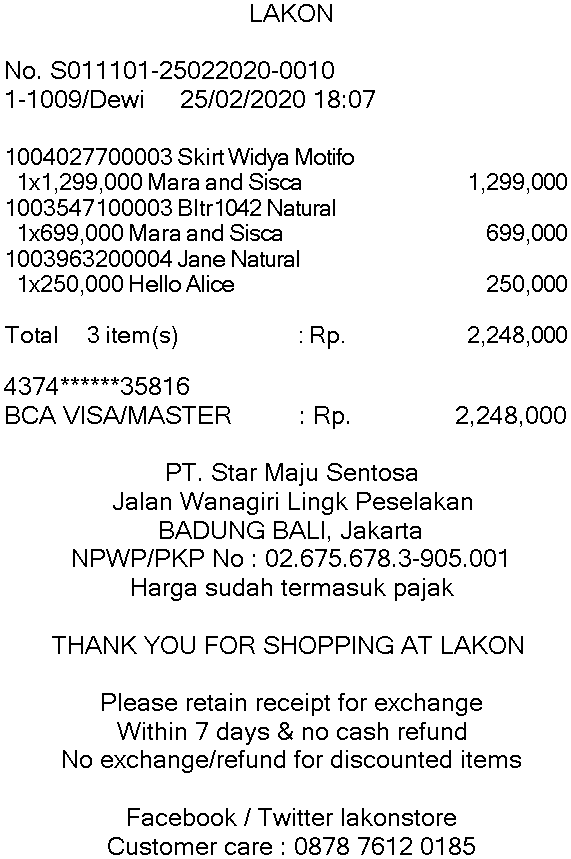 LAKON
No. S011101-25022020-0010
1-1009/Dewi 25/02/2020 18:07
1004027700003 Skirt Widya Motifo
1x1,299,000 Mara and Sisca 1,299,000
1003547100003 Bltr1042 Natural
1x699,000 Mara and Sisca 699,000
1003963200004 Jane Natural
1x250,000 Hello Alice 250,000
Total 3 item(s) : Rp. 2,248,000
4374******35816
BCA VISA/MASTER : Rp. 2,248,000
PT. Star Maju Sentosa
Jalan Wanagiri Lingk Peselakan
BADUNG BALI, Jakarta
NPWP/PKP No : 02.675.678.3-905.001
Harga sudah termasuk pajak
THANK YOU FOR SHOPPING AT LAKON
Please retain receipt for exchange
Within 7 days & no cash refund
No exchange/refund for discounted items
Facebook / Twitter lakonstore
Customer care : 0878 7612 0185